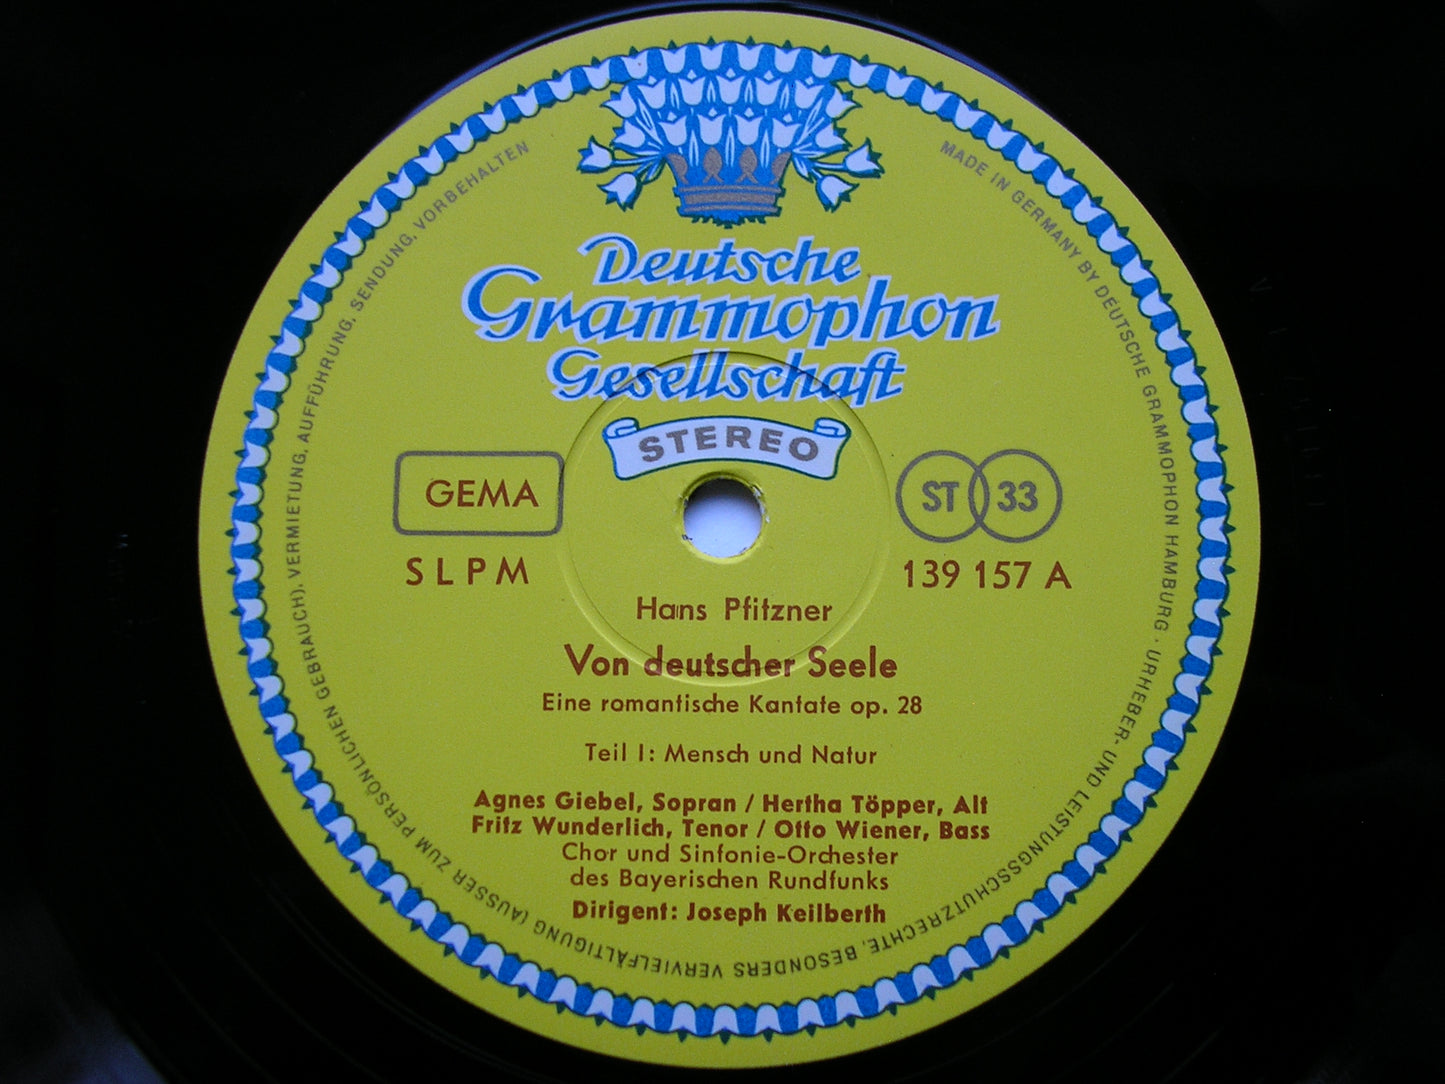 Deutsche
Grammophon
Gesellschaft
STEREO
GEMA
ST 33
SLPM
139 157 A
Hans Pfitzner
Von deutscher Seele
Eine romantische Kantate op. 28
Teil I: Mensch und Natur
Agnes Giebel, Sopran / Hertha Töpper, Alt
Fritz Wunderlich, Tenor / Otto Wiener, Bass
Chor und Sinfonie-Orchester
des Bayerischen Rundfunks
Dirigent: Joseph Keilberth
MADE IN GERMANY BY DEUTSCHE GRAMMOPHON HAMBURG · URHEBER- UND LEISTUNGSSCHUTZRECHTE, BESONDERS VERVIELFÄLTIGUNG (AUSSER ZUM PERSÖNLICHEN GEBRAUCH), VERMIETUNG, AUFFÜHRUNG, SENDUNG, VORBEHALTEN